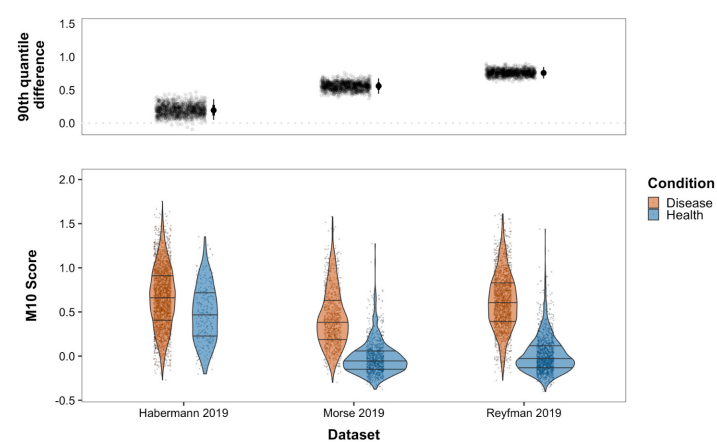 90th quantile
difference
1.5
1.0
0.5
0.0
M10 Score
2.0
1.5
1.0
0.5
0.0
-0.5
Habermann 2019
Morse 2019
Reyfman 2019
Dataset
Condition
Disease
Health